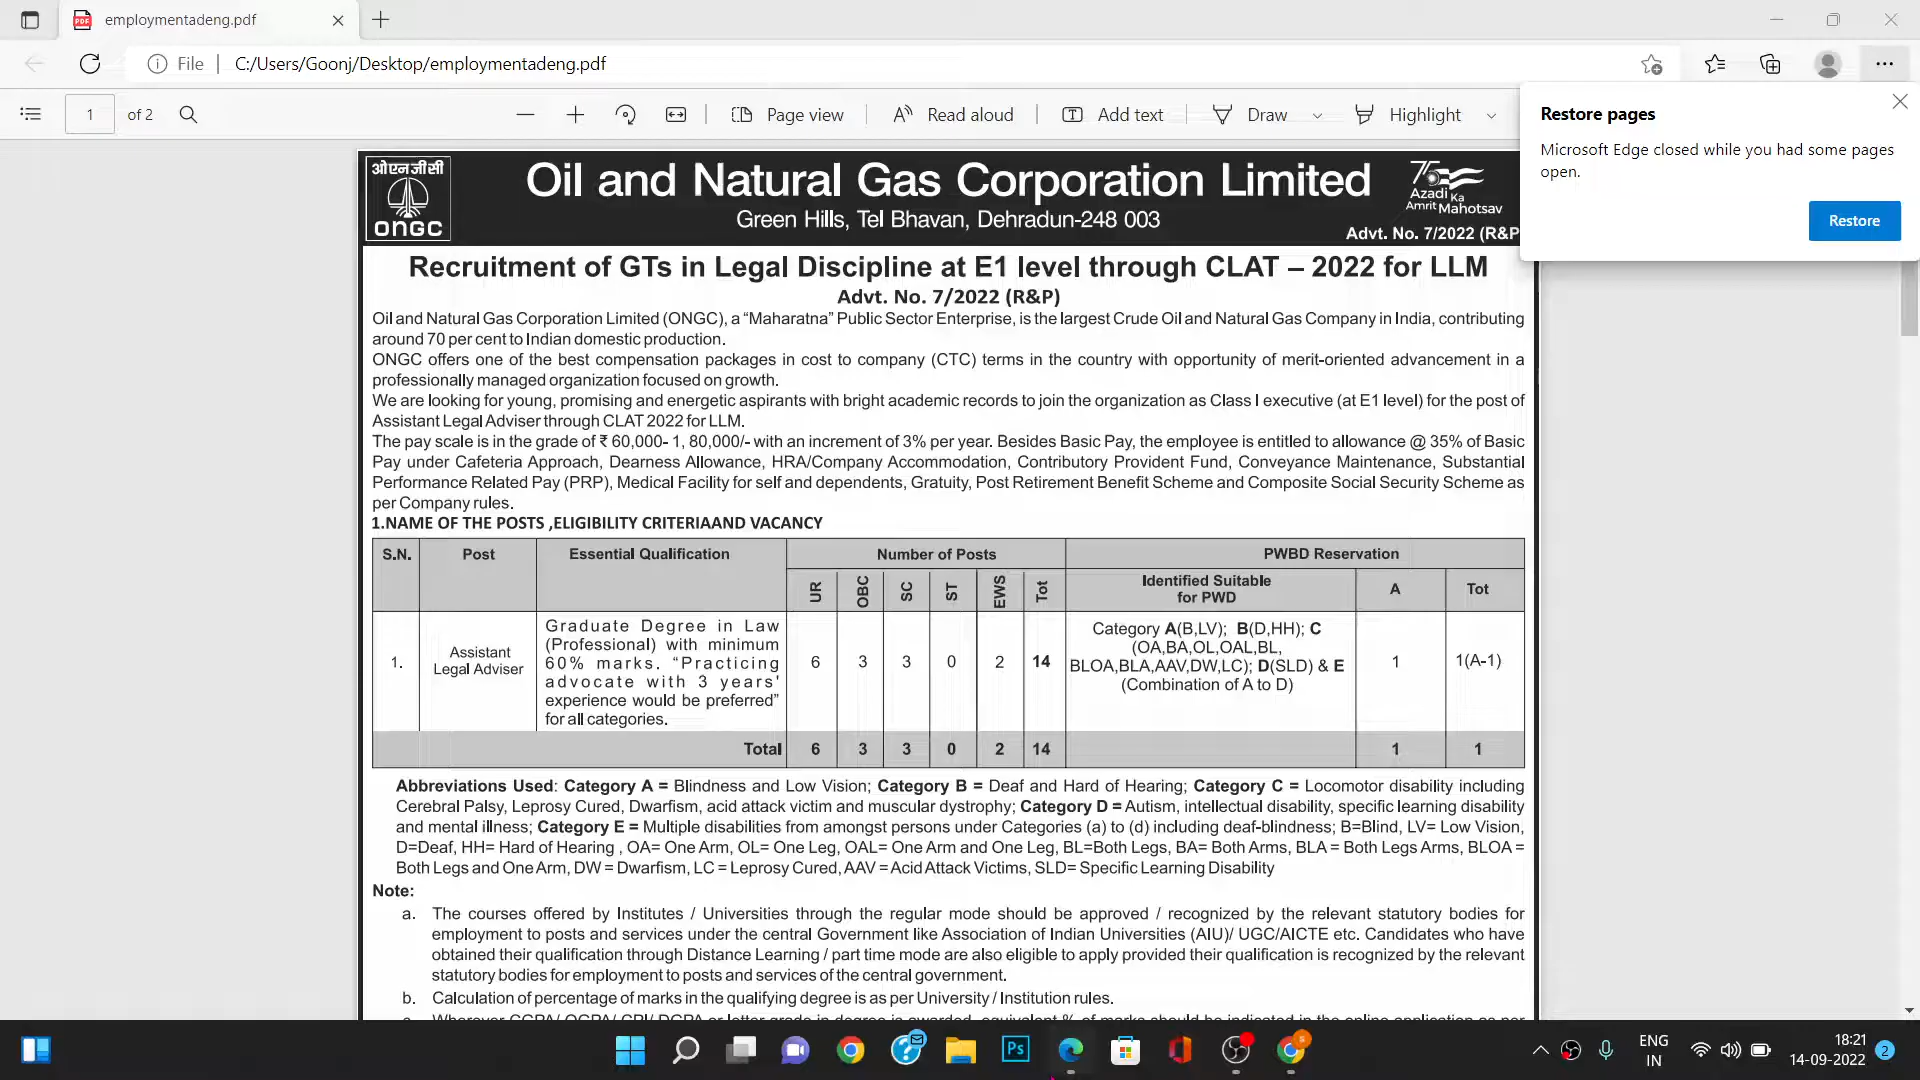 employmentadeng.pdf
File
C:/Users/Goonj/Desktop/employmentadeng.pdf
1 of 2
Page view
Read aloud
Add text
Draw
Highlight
Restore pages
Microsoft Edge closed while you had some pages
open.
Restore
ओएनजीसी
ONGC
Oil and Natural Gas Corporation Limited
Green Hills, Tel Bhavan, Dehradun-248 003
75
Azadi Ka
Amrit Mahotsav
Advt. No. 7/2022 (R&P
Recruitment of GTs in Legal Discipline at E1 level through CLAT – 2022 for LLM
Advt. No. 7/2022 (R&P)
Oil and Natural Gas Corporation Limited (ONGC), a “Maharatna” Public Sector Enterprise, is the largest Crude Oil and Natural Gas Company in India, contributing
around 70 per cent to Indian domestic production.
ONGC offers one of the best compensation packages in cost to company (CTC) terms in the country with opportunity of merit-oriented advancement in a
professionally managed organization focused on growth.
We are looking for young, promising and energetic aspirants with bright academic records to join the organization as Class I executive (at E1 level) for the post of
Assistant Legal Adviser through CLAT 2022 for LLM.
The pay scale is in the grade of ₹ 60,000- 1, 80,000/- with an increment of 3% per year. Besides Basic Pay, the employee is entitled to allowance @ 35% of Basic
Pay under Cafeteria Approach, Dearness Allowance, HRA/Company Accommodation, Contributory Provident Fund, Conveyance Maintenance, Substantial
Performance Related Pay (PRP), Medical Facility for self and dependents, Gratuity, Post Retirement Benefit Scheme and Composite Social Security Scheme as
per Company rules.
1.NAME OF THE POSTS ,ELIGIBILITY CRITERIAAND VACANCY
S.N. Post Essential Qualification Number of Posts PWBD Reservation
UR OBC SC ST EWS Tot Identified Suitable for PWD A Tot
1. Assistant Legal Adviser
Graduate Degree in Law
(Professional) with minimum
60% marks. “Practicing
advocate with 3 years'
experience would be preferred”
for all categories.
6 3 3 0 2 14
Category A(B,LV); B(D,HH); C
(OA,BA,OL,OAL,BL,
BLOA,BLA,AAV,DW,LC); D(SLD) & E
(Combination of A to D)
1 1(A-1)
Total 6 3 3 0 2 14 1 1
Abbreviations Used: Category A = Blindness and Low Vision; Category B = Deaf and Hard of Hearing; Category C = Locomotor disability including
Cerebral Palsy, Leprosy Cured, Dwarfism, acid attack victim and muscular dystrophy; Category D = Autism, intellectual disability, specific learning disability
and mental illness; Category E = Multiple disabilities from amongst persons under Categories (a) to (d) including deaf-blindness; B=Blind, LV= Low Vision,
D=Deaf, HH= Hard of Hearing , OA= One Arm, OL= One Leg, OAL= One Arm and One Leg, BL=Both Legs, BA= Both Arms, BLA = Both Legs Arms, BLOA =
Both Legs and One Arm, DW = Dwarfism, LC = Leprosy Cured, AAV = Acid Attack Victims, SLD= Specific Learning Disability
Note:
a. The courses offered by Institutes / Universities through the regular mode should be approved / recognized by the relevant statutory bodies for
employment to posts and services under the central Government like Association of Indian Universities (AIU)/ UGC/AICTE etc. Candidates who have
obtained their qualification through Distance Learning / part time mode are also eligible to apply provided their qualification is recognized by the relevant
statutory bodies for employment to posts and services of the central government.
b. Calculation of percentage of marks in the qualifying degree is as per University / Institution rules.
Ps
ENG
IN
18:21
14-09-2022
2